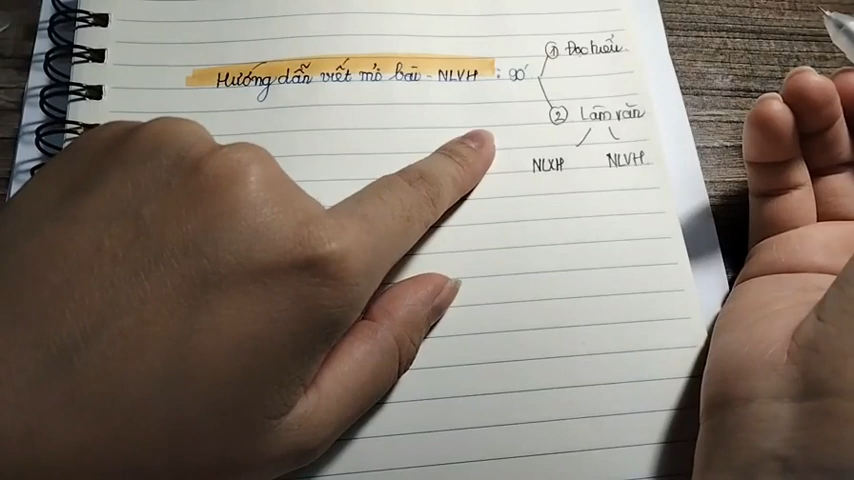 Hướng dẫn viết mở bài - NLVH : 90'
① Đọc hiểu
② Làm văn
NLXH NLVH